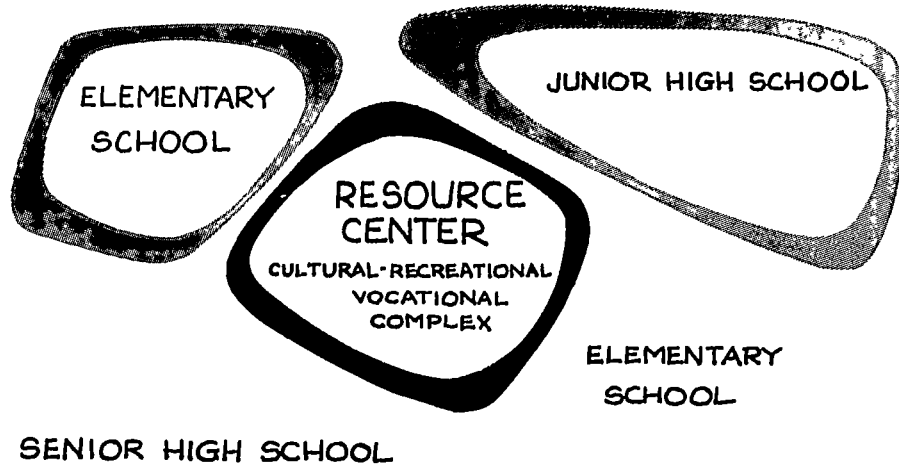 ELEMENTARY
SCHOOL
JUNIOR HIGH SCHOOL
RESOURCE
CENTER
CULTURAL-RECREATIONAL
VOCATIONAL
COMPLEX
ELEMENTARY
SCHOOL
SENIOR HIGH SCHOOL